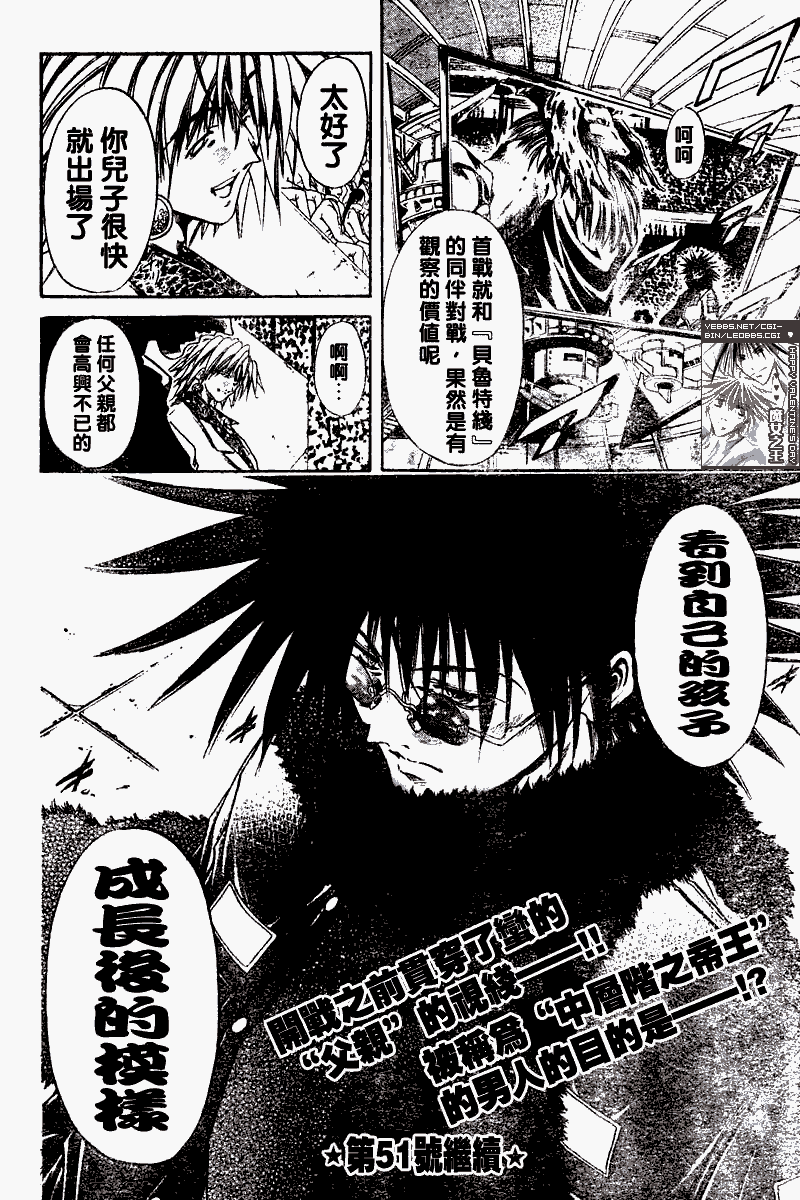 呵呵
首戰就和『貝魯特綫』
的同伴對戰，果然是有
觀察的價值呢
太好了
你兒子很快
就出場了
啊啊…
任何父親都
會高興不已的
YEBBS.NET/CGI-
BIN/LEOBBS.CGI
魔女之王
看到自己的孩子
成長後的模樣
開戰之前貫穿了蠻的
“父親”的視綫——!!
被稱為“中層階之帝王”
的男人的目的是——!?
★第51號繼續★